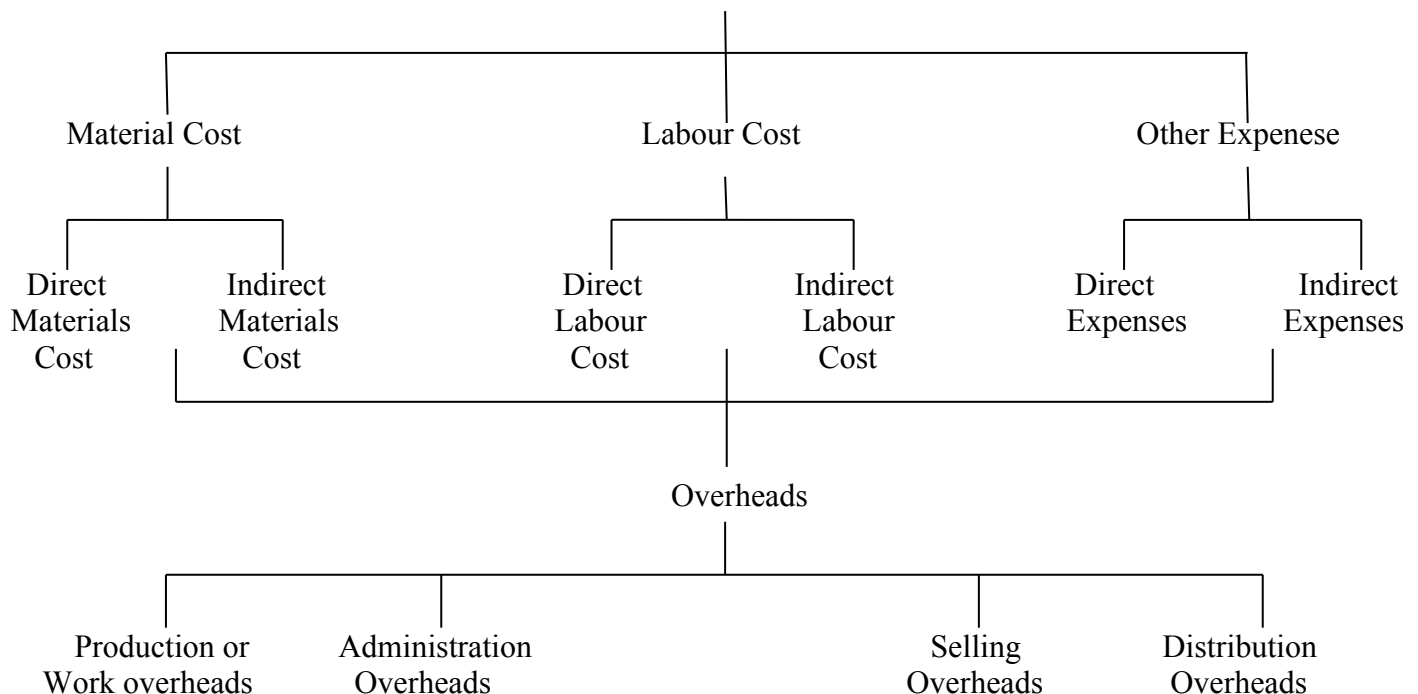 Material Cost
Labour Cost
Other Expenese
Direct
Materials
Cost
Indirect
Materials
Cost
Direct
Labour
Cost
Indirect
Labour
Cost
Direct
Expenses
Indirect
Expenses
Overheads
Production or
Work overheads
Administration
Overheads
Selling
Overheads
Distribution
Overheads